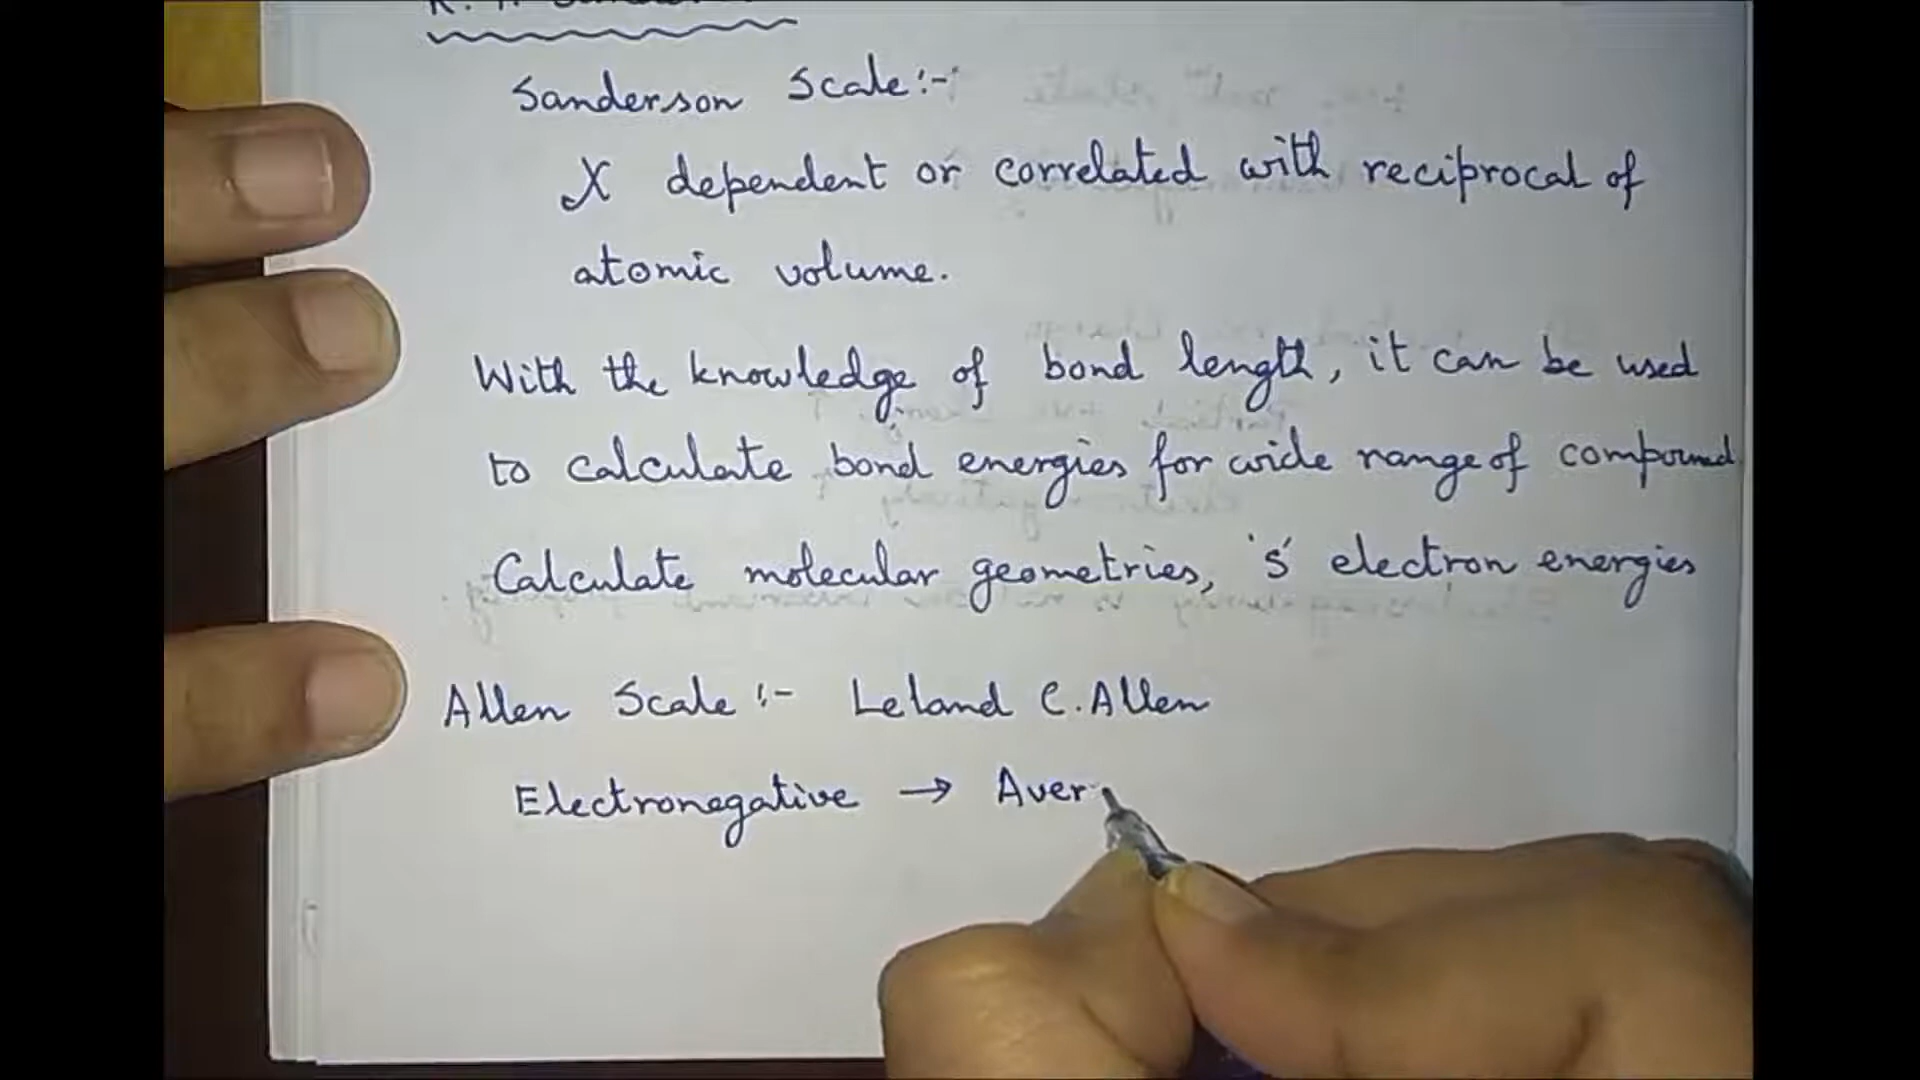 Sanderson Scale:-
X dependent or correlated with reciprocal of
atomic volume.
With the knowledge of bond length, it can be used
to calculate bond energies for wide range of compound
Calculate molecular geometries, 's' electron energies
Allen Scale:- Leland C. Allen
Electronegative → Aver